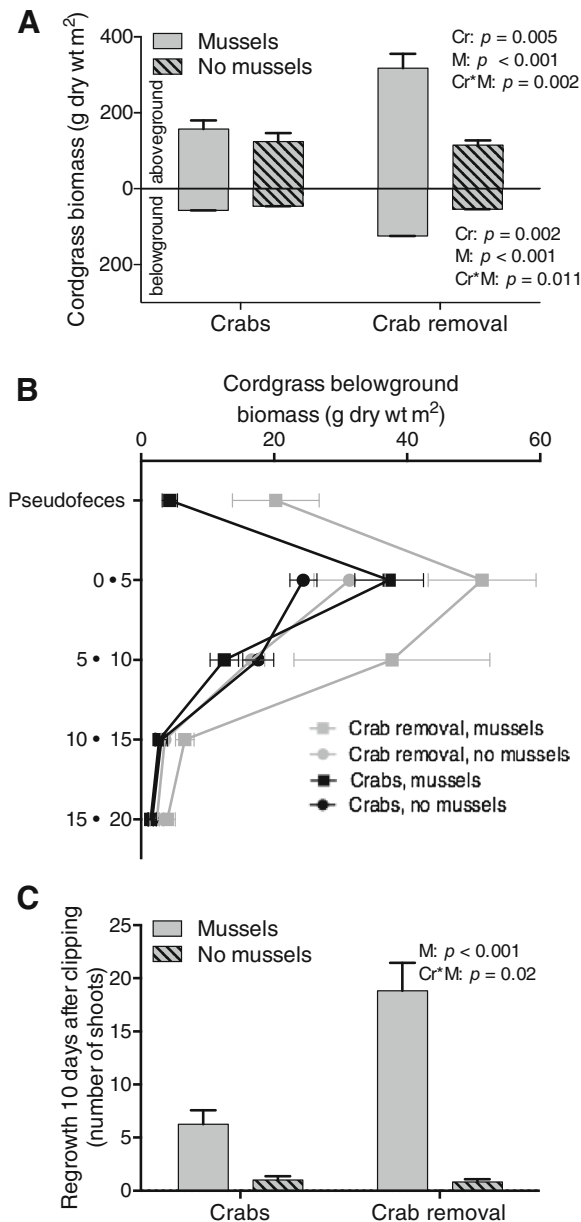 A
Cordgrass biomass (g dry wt m²)
belowground aboveground
400
200
0
200
Mussels
No mussels
Cr: p = 0.005
M: p < 0.001
Cr*M: p = 0.002
Cr: p = 0.002
M: p < 0.001
Cr*M: p = 0.011
Crabs Crab removal
B
Cordgrass belowground
biomass (g dry wt m²)
0 20 40 60
Pseudofeces
0 • 5
5 • 10
10 • 15
15 • 20
Crab removal, mussels
Crab removal, no mussels
Crabs, mussels
Crabs, no mussels
C
Regrowth 10 days after clipping
(number of shoots)
25
20
15
10
5
0
Mussels
No mussels
M: p < 0.001
Cr*M: p = 0.02
Crabs Crab removal